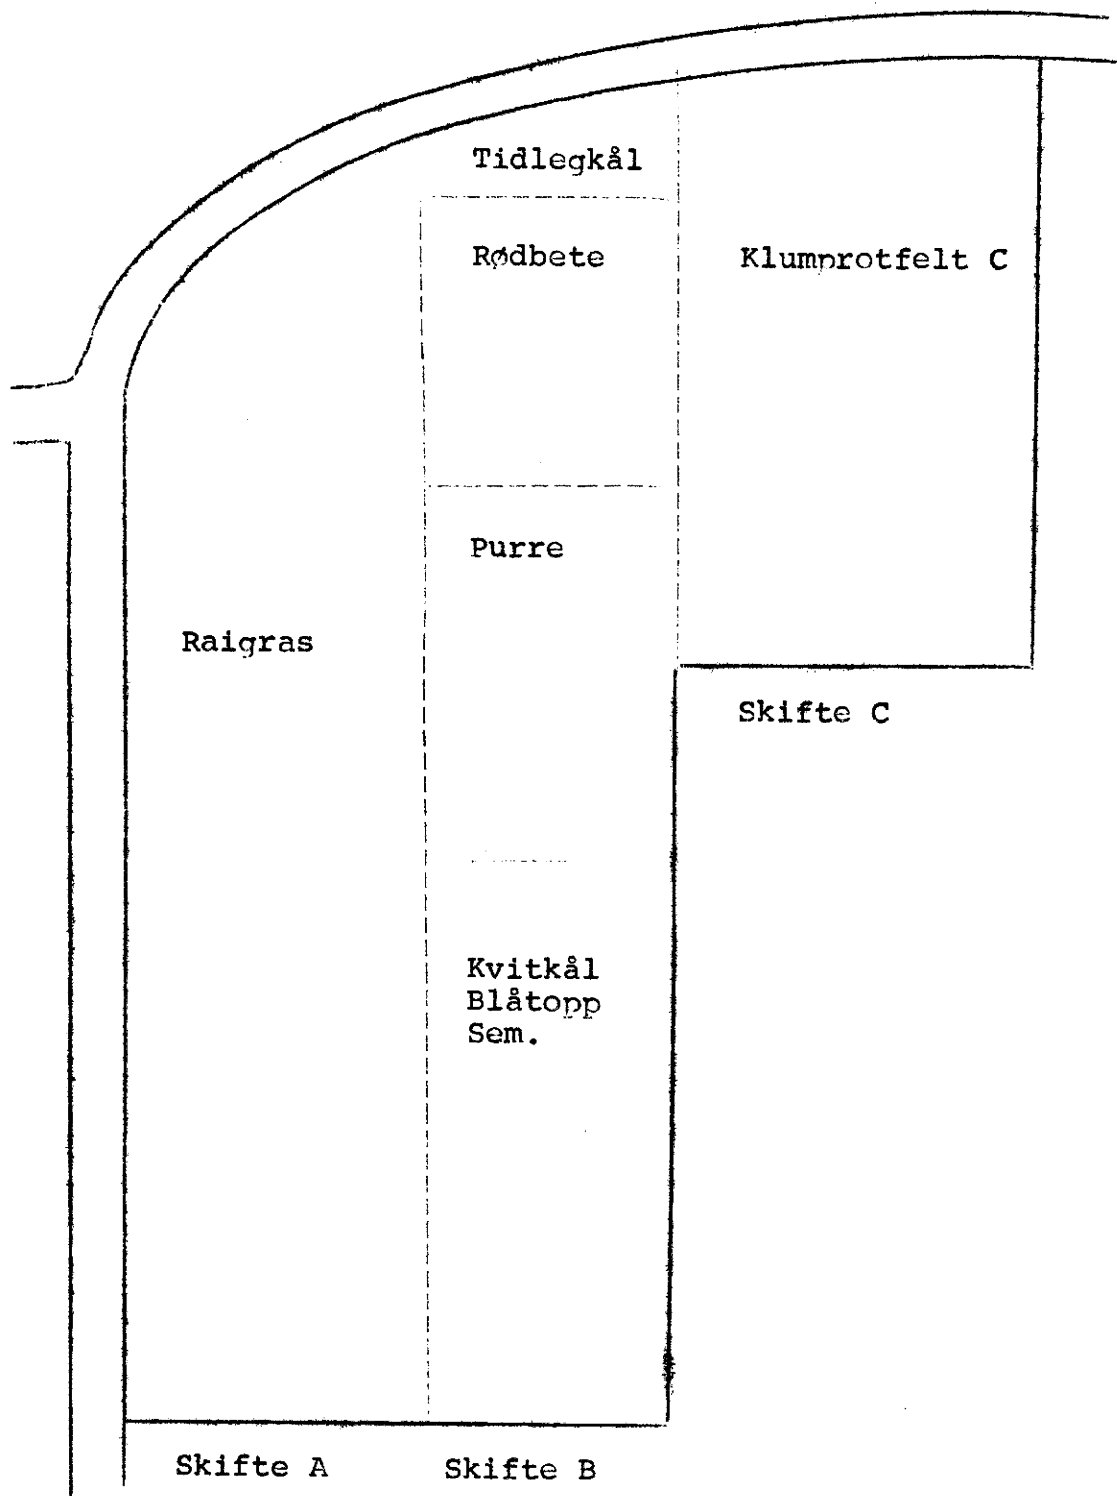 Tidlegkål
Rødbete
Klumprotfelt C
Purre
Raigras
Skifte C
Kvitkål
Blåtopp
Sem.
Skifte A
Skifte B